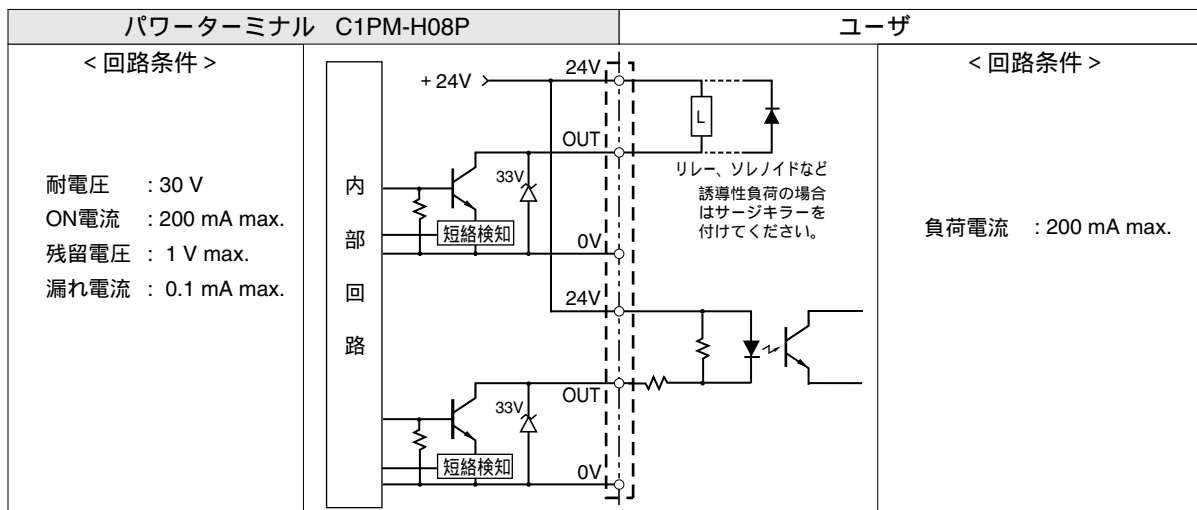 パワーターミナル C1PM-H08P
ユーザ
<回路条件>
耐電圧 : 30 V
ON電流 : 200 mA max.
残留電圧 : 1 V max.
漏れ電流 : 0.1 mA max.
内部回路
+24V
24V
OUT
33V
短絡検知
0V
24V
OUT
33V
短絡検知
0V
L
リレー、ソレノイドなど
誘導性負荷の場合
はサージキラーを
付けてください。
<回路条件>
負荷電流 : 200 mA max.